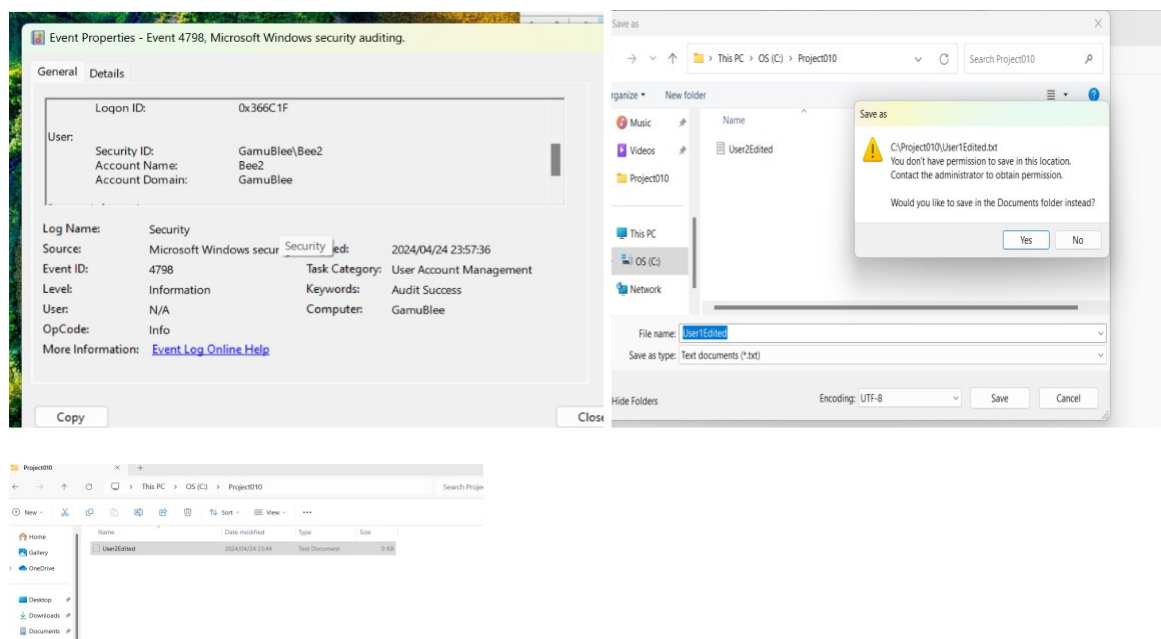 Event Properties - Event 4798, Microsoft Windows security auditing.
General Details
Logon ID: 0x366C1F
User:
Security ID: GamuBlee\Bee2
Account Name: Bee2
Account Domain: GamuBlee
Log Name: Security
Source: Microsoft Windows secur Security ed: 2024/04/24 23:57:36
Event ID: 4798 Task Category: User Account Management
Level: Information Keywords: Audit Success
User: N/A Computer: GamuBlee
OpCode: Info
More Information: Event Log Online Help
Copy Close
Save as
This PC > OS (C:) > Project010 Search Project010
rganize New folder
Music Name
Videos User2Edited
Project010
This PC
OS (C:)
Network
Save as
C:\Project010\User1Edited.txt
You don't have permission to save in this location.
Contact the administrator to obtain permission.
Would you like to save in the Documents folder instead?
Yes No
File name: User1Edited
Save as type: Text documents (*.txt)
Hide Folders Encoding: UTF-8 Save Cancel
Project010
This PC > OS (C:) > Project010 Search Proje
New Sort View
Name Date modified Type Size
Home
User2Edited 2024/04/24 23:44 Text Document 0 KB
Gallery
OneDrive
Desktop
Downloads
Documents